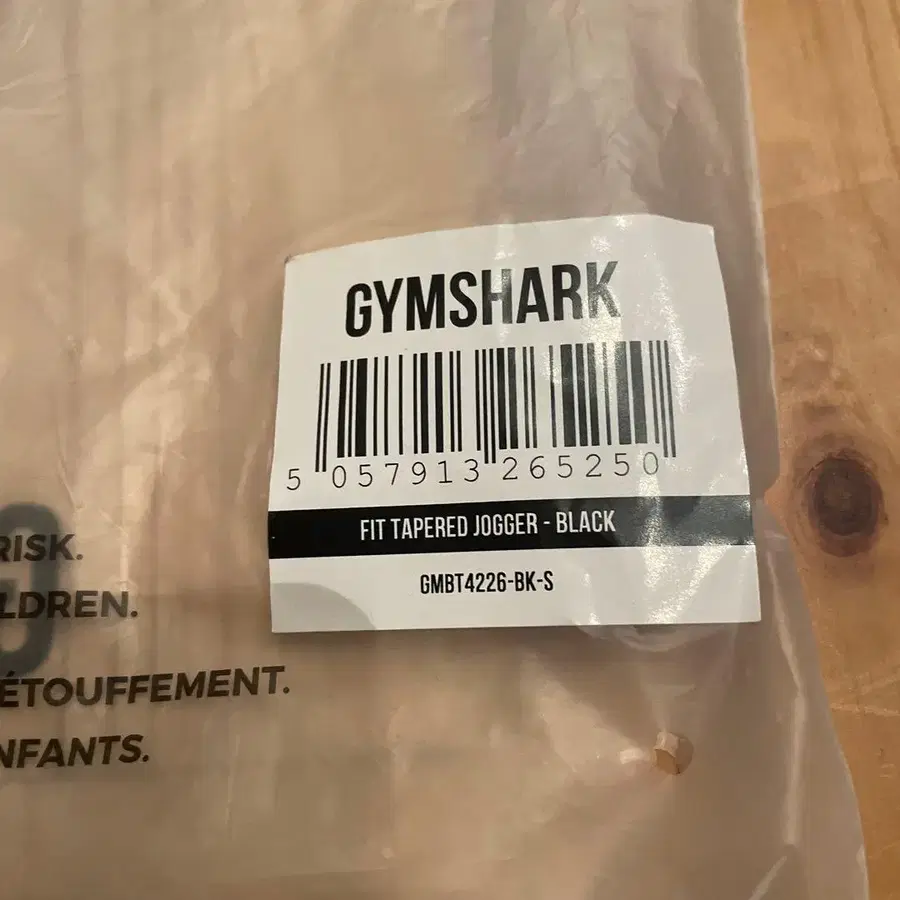 GYMSHARK
5 057913 265250
FIT TAPERED JOGGER - BLACK
GMBT4226-BK-S
RISK.
LDREN.
ÉTOUFFEMENT.
NFANTS.